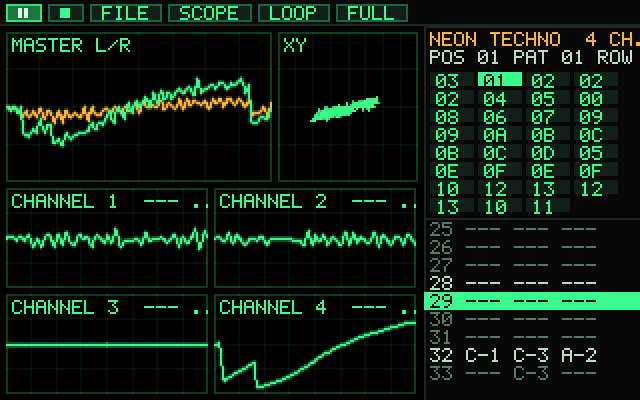 FILE SCOPE LOOP FULL
MASTER L/R
XY
NEON TECHNO 4 CH.
POS 01 PAT 01 ROW
03 01 02 02
02 04 05 00
08 06 07 09
09 0A 0B 0C
0B 0C 0D 05
0E 0F 0E 0F
10 12 13 12
13 10 11
CHANNEL 1 --- ..
CHANNEL 2 --- ..
CHANNEL 3 --- ..
CHANNEL 4 --- ..
25 --- --- ---
26 --- --- ---
27 --- --- ---
28 --- --- ---
29 --- --- ---
30 --- --- ---
31 --- --- ---
32 C-1 C-3 A-2
33 --- C-3 ---